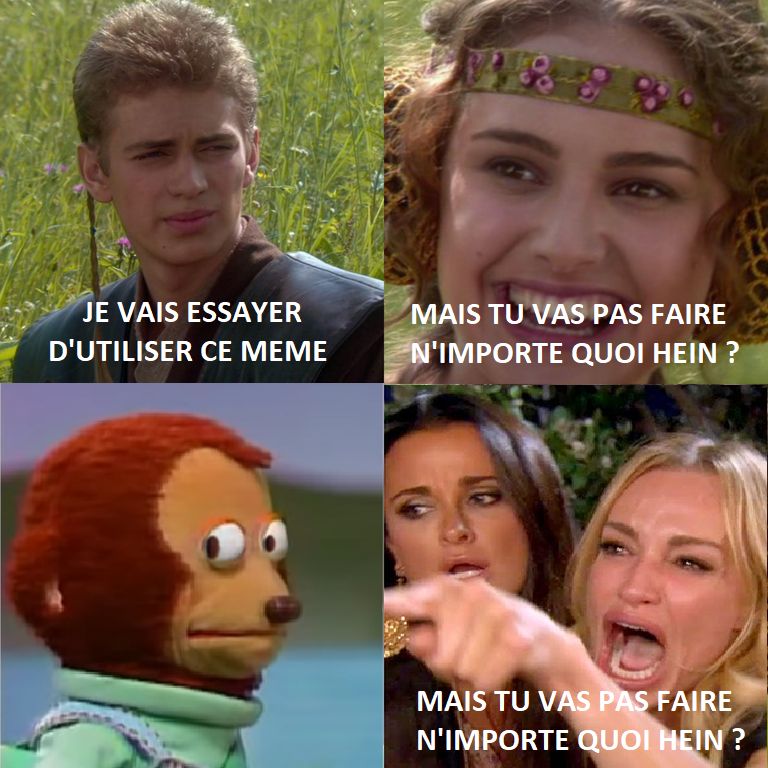 JE VAIS ESSAYER
D'UTILISER CE MEME
MAIS TU VAS PAS FAIRE
N'IMPORTE QUOI HEIN ?
MAIS TU VAS PAS FAIRE
N'IMPORTE QUOI HEIN ?